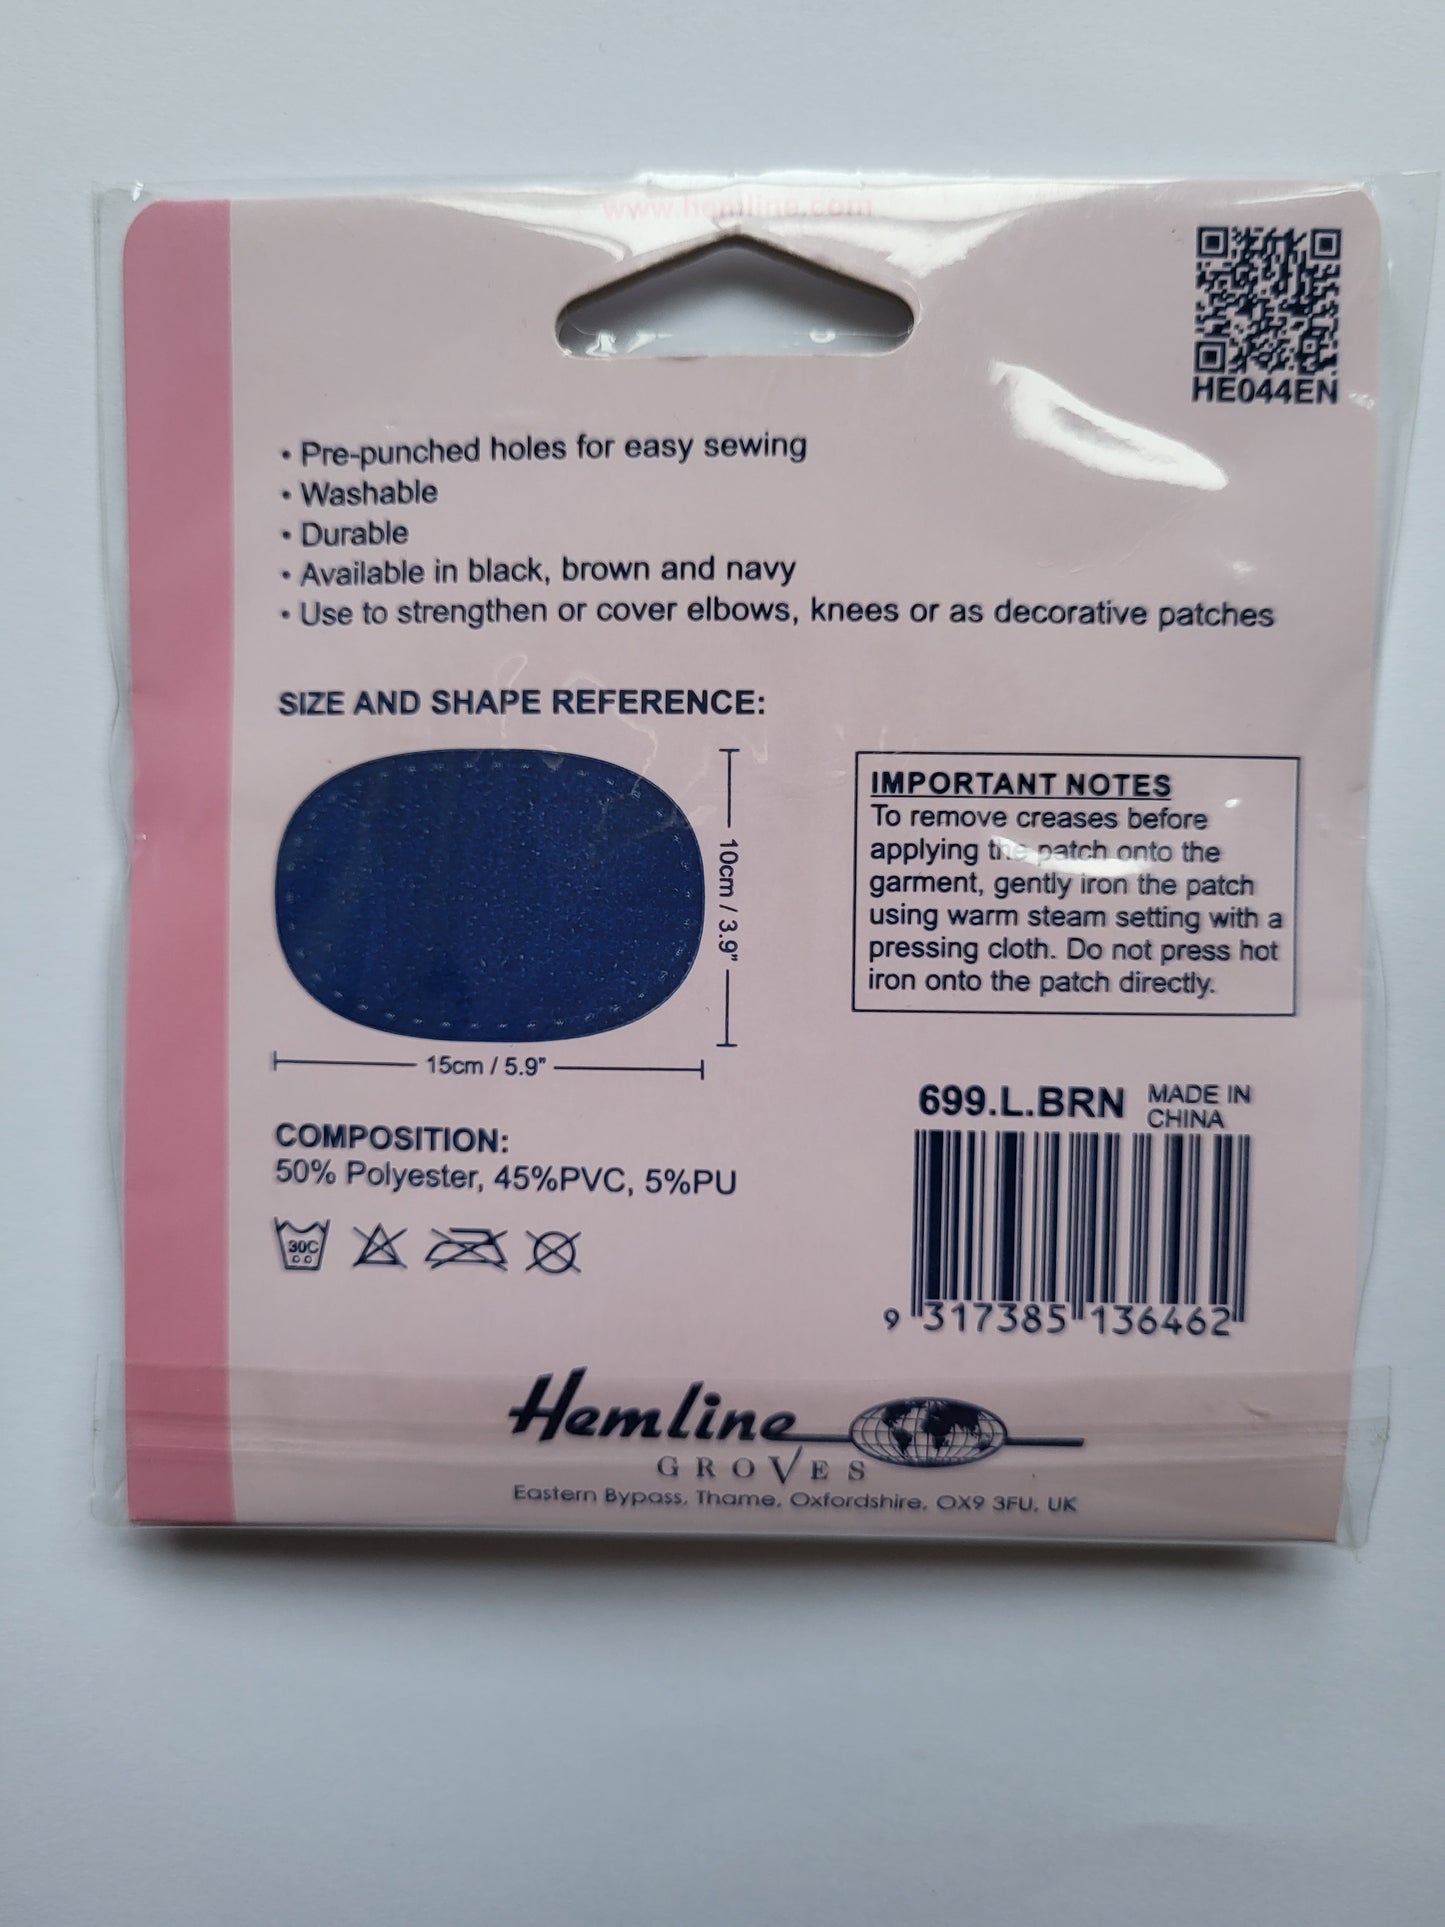 www.hemline.com
HE044EN
• Pre-punched holes for easy sewing
• Washable
• Durable
• Available in black, brown and navy
• Use to strengthen or cover elbows, knees or as decorative patches
SIZE AND SHAPE REFERENCE:
10cm / 3.9"
15cm / 5.9"
IMPORTANT NOTES
To remove creases before
applying the patch onto the
garment, gently iron the patch
using warm steam setting with a
pressing cloth. Do not press hot
iron onto the patch directly.
COMPOSITION:
50% Polyester, 45%PVC, 5%PU
30C
699.L.BRN
MADE IN
CHINA
9 317385 136462
Hemline
GROVES
Eastern Bypass, Thame, Oxfordshire, OX9 3FU, UK